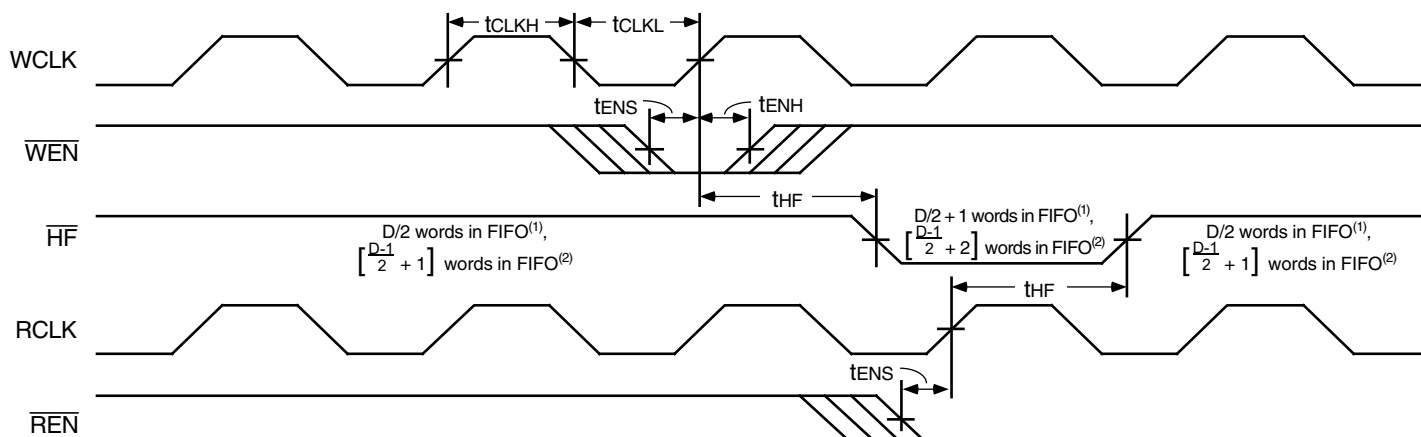 tCLKH tCLKL
WCLK
tENS tENH
WEN
tHF
HF
D/2 words in FIFO(1),
[D-1/2 + 1] words in FIFO(2)
D/2 + 1 words in FIFO(1),
[D-1/2 + 2] words in FIFO(2)
D/2 words in FIFO(1),
[D-1/2 + 1] words in FIFO(2)
tHF
RCLK
tENS
REN